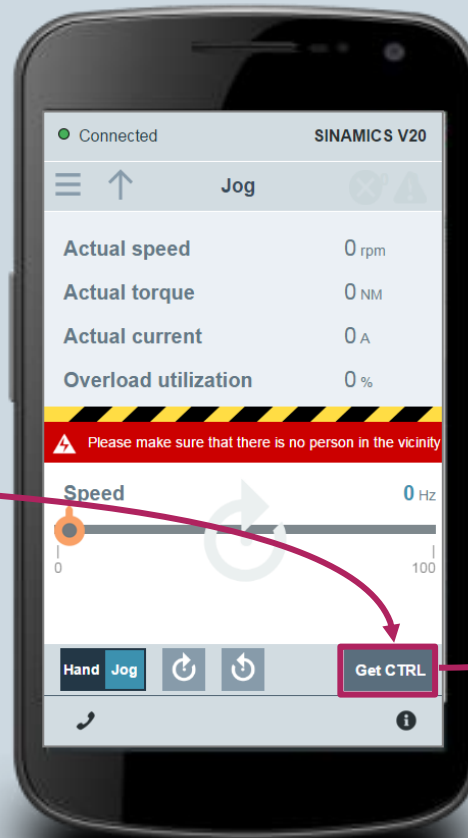 Connected SINAMICS V20
Jog
Actual speed 0 rpm
Actual torque 0 NM
Actual current 0 A
Overload utilization 0 %
Please make sure that there is no person in the vicinity
Speed 0 Hz
0 100
Hand Jog Get CTRL